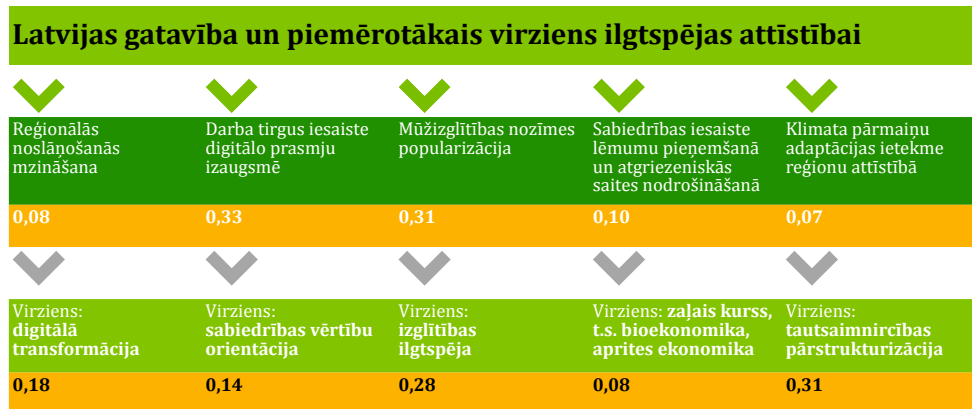 Latvijas gatavība un piemērotākais virziens ilgtspējas attīstībai
Reģionālās
noslāņošanās
mzināšana
Darba tirgus iesaiste
digitālo prasmju
izaugsmē
Mūžizglītības nozīmes
popularizācija
Sabiedrības iesaiste
lēmumu pieņemšanā
un atgriezeniskās
saites nodrošināšanā
Klimata pārmaiņu
adaptācijas ietekme
reģionu attīstībā
0,08
0,33
0,31
0,10
0,07
Virziens:
digitālā
transformācija
Virziens:
sabiedrības vērtību
orientācija
Virziens:
izglītības
ilgtspēja
Virziens: zaļais kurss,
t.s. bioekonomika,
aprites ekonomika
Virziens:
tautsaimnircības
pārstrukturizācija
0,18
0,14
0,28
0,08
0,31